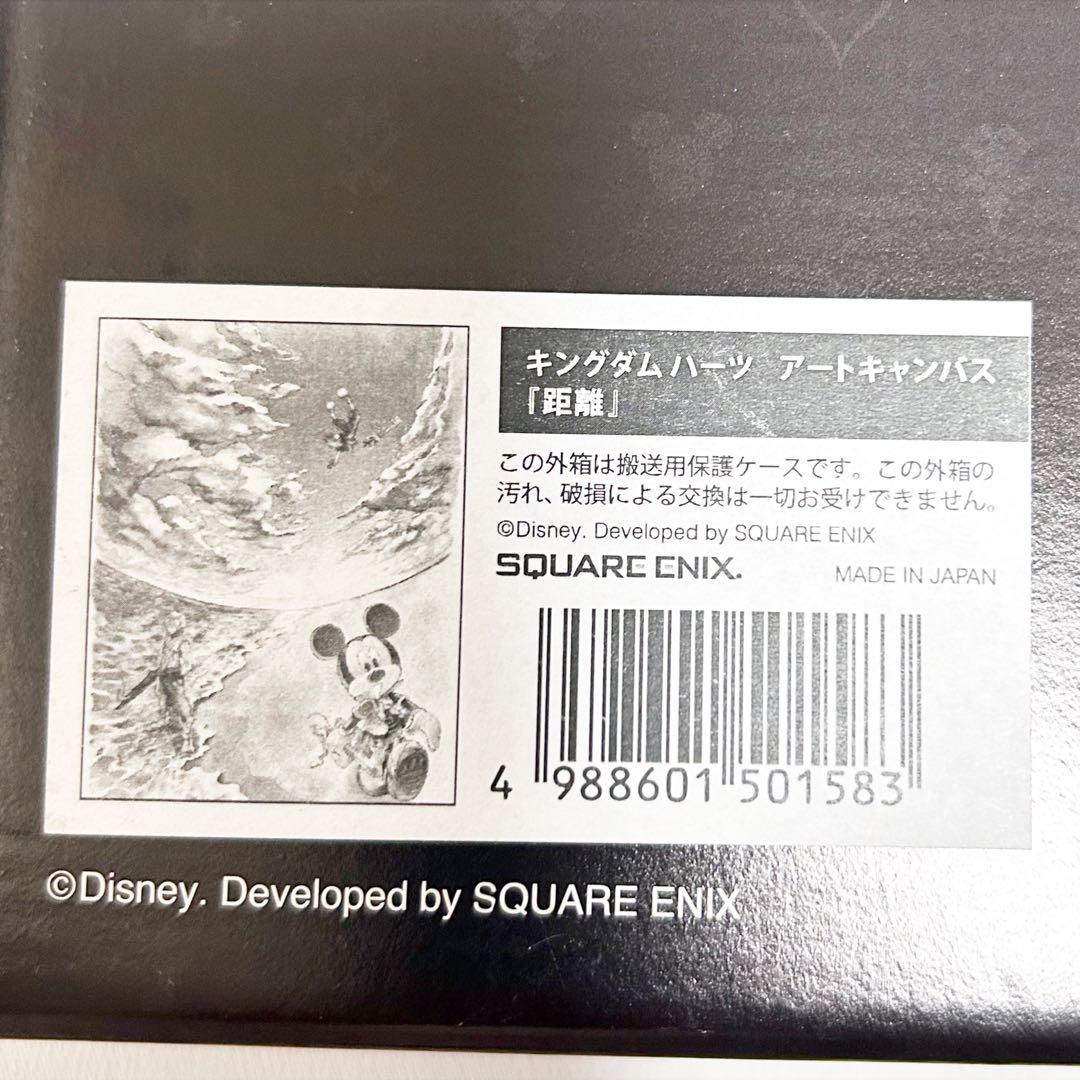 キングダム ハーツ　アートキャンバス
『距離』
この外箱は搬送用保護ケースです。この外箱の
汚れ、破損による交換は一切お受けできません。
©Disney. Developed by SQUARE ENIX
SQUARE ENIX.
MADE IN JAPAN
4 988601 501583
©Disney. Developed by SQUARE ENIX